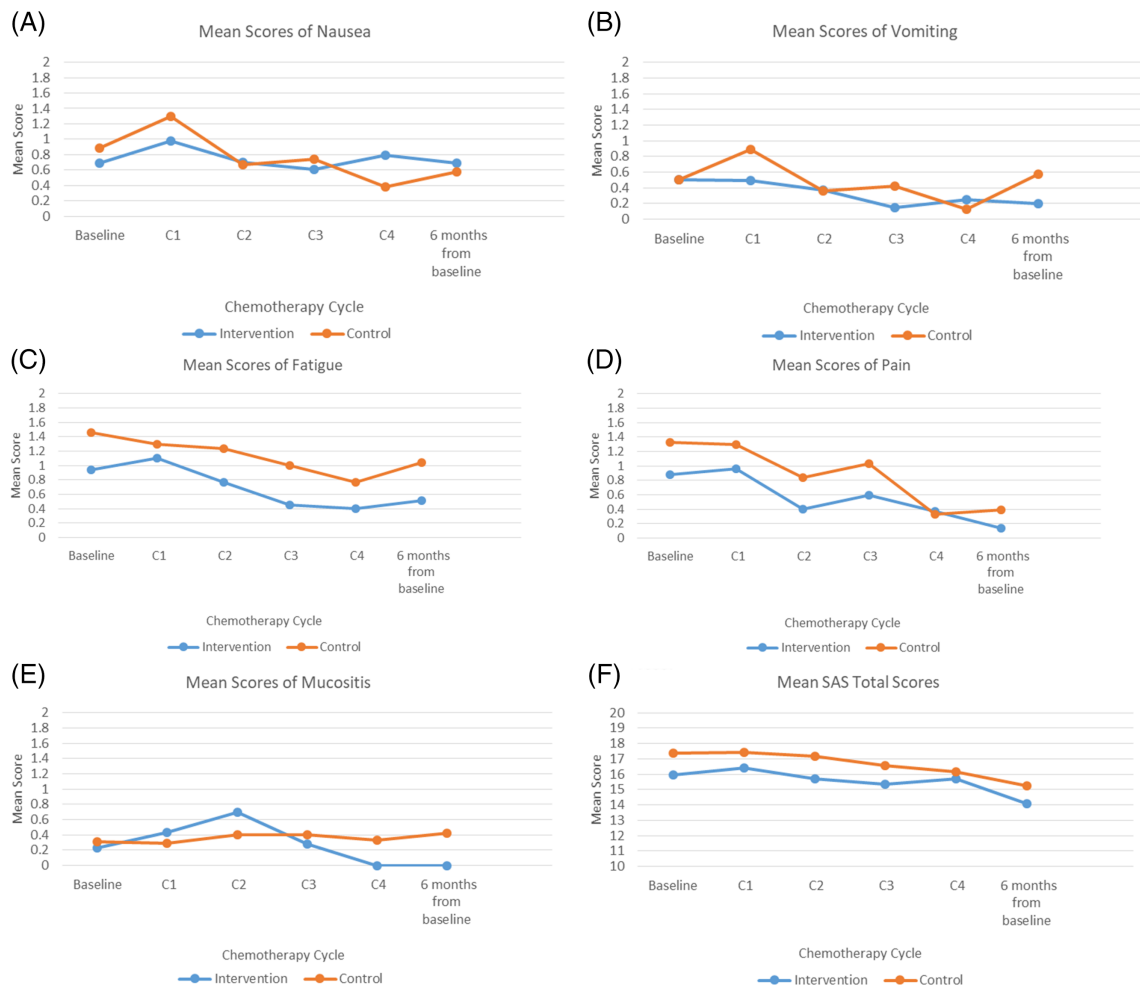 (A)
Mean Scores of Nausea
Mean Score
2
1.8
1.6
1.4
1.2
1
0.8
0.6
0.4
0.2
0
Baseline C1 C2 C3 C4 6 months
from
baseline
Chemotherapy Cycle
Intervention Control
(B)
Mean Scores of Vomiting
Mean Score
2
1.8
1.6
1.4
1.2
1
0.8
0.6
0.4
0.2
0
Baseline C1 C2 C3 C4 6 months
from
baseline
Chemotherapy Cycle
Intervention Control
(C)
Mean Scores of Fatigue
Mean Score
2
1.8
1.6
1.4
1.2
1
0.8
0.6
0.4
0.2
0
Baseline C1 C2 C3 C4 6 months
from
baseline
Chemotherapy Cycle
Intervention Control
(D)
Mean Scores of Pain
Mean Score
2
1.8
1.6
1.4
1.2
1
0.8
0.6
0.4
0.2
0
Baseline C1 C2 C3 C4 6 months
from
baseline
Chemotherapy Cycle
Intervention Control
(E)
Mean Scores of Mucositis
Mean Score
2
1.8
1.6
1.4
1.2
1
0.8
0.6
0.4
0.2
0
Baseline C1 C2 C3 C4 6 months
from
baseline
Chemotherapy Cycle
Intervention Control
(F)
Mean SAS Total Scores
Mean Score
20
19
18
17
16
15
14
13
12
11
10
Baseline C1 C2 C3 C4 6 months
from
baseline
Chemotherapy Cycle
Intervention Control